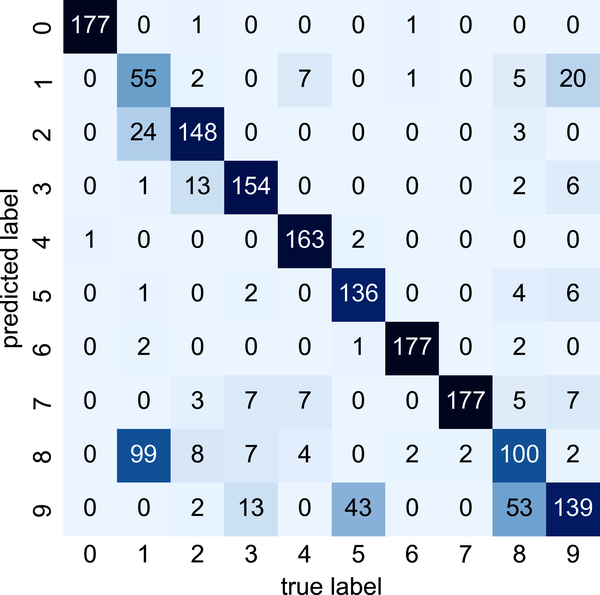 0 177 0 1 0 0 0 1 0 0 0
1 0 55 2 0 7 0 1 0 5 20
2 0 24 148 0 0 0 0 0 3 0
3 0 1 13 154 0 0 0 0 2 6
4 1 0 0 0 163 2 0 0 0 0
5 0 1 0 2 0 136 0 0 4 6
6 0 2 0 0 0 1 177 0 2 0
7 0 0 3 7 7 0 0 177 5 7
8 0 99 8 7 4 0 2 2 100 2
9 0 0 2 13 0 43 0 0 53 139
0 1 2 3 4 5 6 7 8 9
true label
predicted label